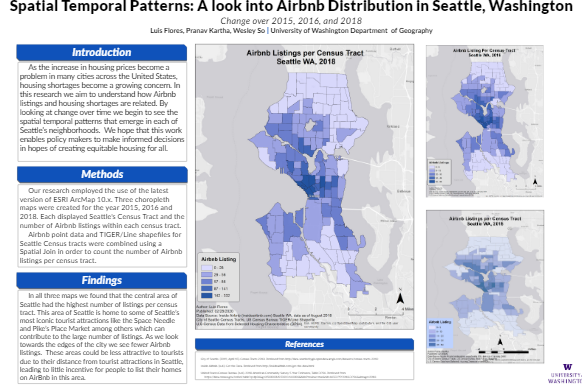 Spatial Temporal Patterns: A look into Airbnb Distribution in Seattle, Washington
Change over 2015, 2016, and 2018
Luis Flores, Pranav Kartha, Wesley So | University of Washington Department of Geography
Introduction
As the increase in housing prices become a
problem in many cities across the United States,
housing shortages become a growing concern. In
this research we aim to understand how Airbnb
listings and housing shortages are related. By
looking at change over time we begin to see the
spatial temporal patterns that emerge in each of
Seattle's neighborhoods. We hope that this work
enables policy makers to make informed decisions
in hopes of creating equitable housing for all.
Methods
Our research employed the use of the latest
version of ESRI ArcMap 10.x. Three choropleth
maps were created for the year 2015, 2016 and
2018. Each displayed Seattle's Census Tract and the
number of Airbnb listings within each census tract.
Airbnb point data and TIGER/Line shapefiles for
Seattle Census tracts were combined using a
Spatial Join in order to count the number of Airbnb
listings per census tract.
Findings
In all three maps we found that the central area of
Seattle had the highest number of listings per census
tract. This area of Seattle is home to some of Seattle's
most iconic tourist attractions like the Space Needle
and Pike's Place Market among others which can
contribute to the large number of listings. As we look
towards the edges of the city we see fewer Airbnb
listings. These areas could be less attractive to tourists
due to their distance from tourist attractions in Seattle,
leading to little incentive for people to list their homes
on AirBnb in this area.
Airbnb Listings per Census Tract
Seattle WA, 2018
Airbnb Listing
N
References
Airbnb Listing Per Census Tract
Seattle WA, 2016
Airbnb Listings per Census Tract
Seattle WA, 2015
W
UNIVERSITY of
WASHINGTON